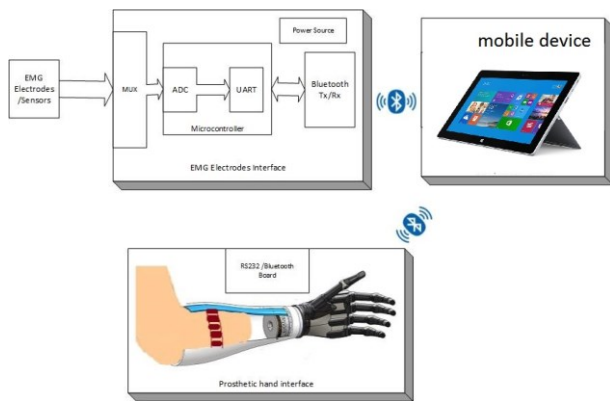 Power Source
mobile device
EMG
Electrodes
/Sensors
MUX
ADC
UART
Bluetooth
Tx/Rx
Microcontroller
EMG Electrodes Interface
RS232 /Bluetooth
Board
Prosthetic hand interface